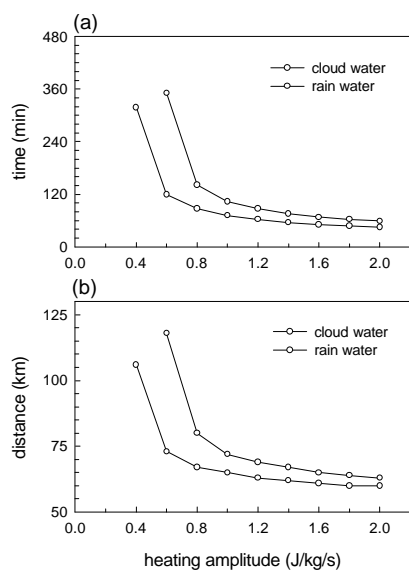 (a)
480
360
240
120
0
time (min)
cloud water
rain water
0.0 0.4 0.8 1.2 1.6 2.0
(b)
125
100
75
50
distance (km)
cloud water
rain water
0.0 0.4 0.8 1.2 1.6 2.0
heating amplitude (J/kg/s)